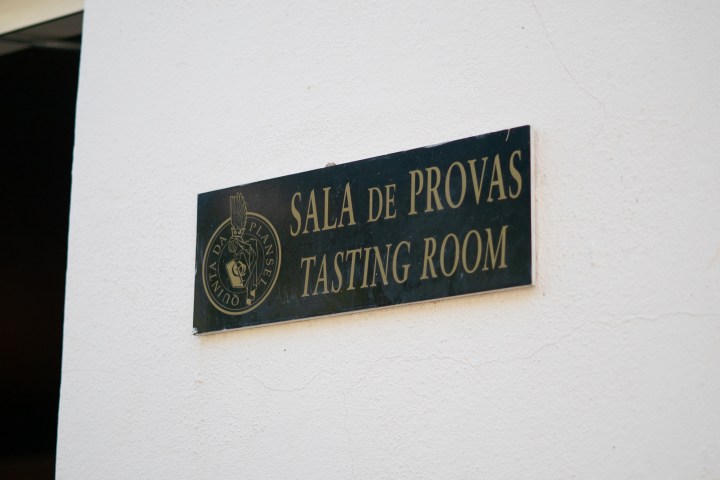 SALA DE PROVAS
TASTING ROOM
QUINTA DA PLANSEL